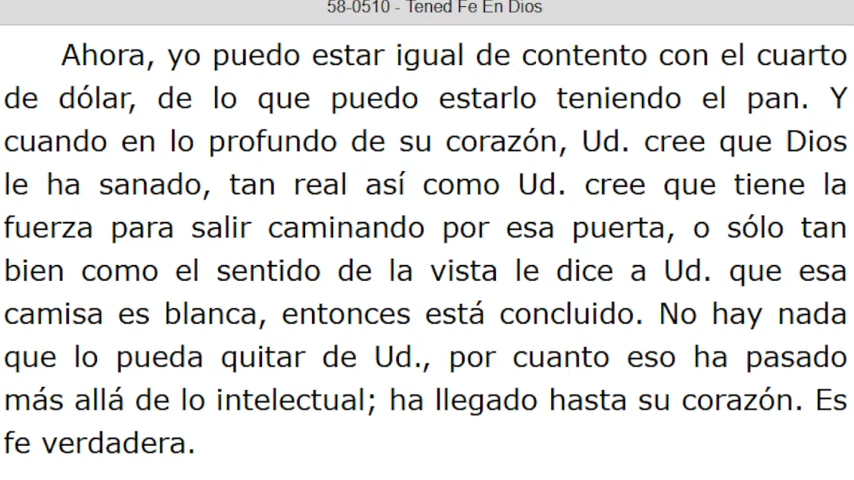 58-0510 - Tened Fe En Dios
Ahora, yo puedo estar igual de contento con el cuarto
de dólar, de lo que puedo estarlo teniendo el pan. Y
cuando en lo profundo de su corazón, Ud. cree que Dios
le ha sanado, tan real así como Ud. cree que tiene la
fuerza para salir caminando por esa puerta, o sólo tan
bien como el sentido de la vista le dice a Ud. que esa
camisa es blanca, entonces está concluido. No hay nada
que lo pueda quitar de Ud., por cuanto eso ha pasado
más allá de lo intelectual; ha llegado hasta su corazón. Es
fe verdadera.